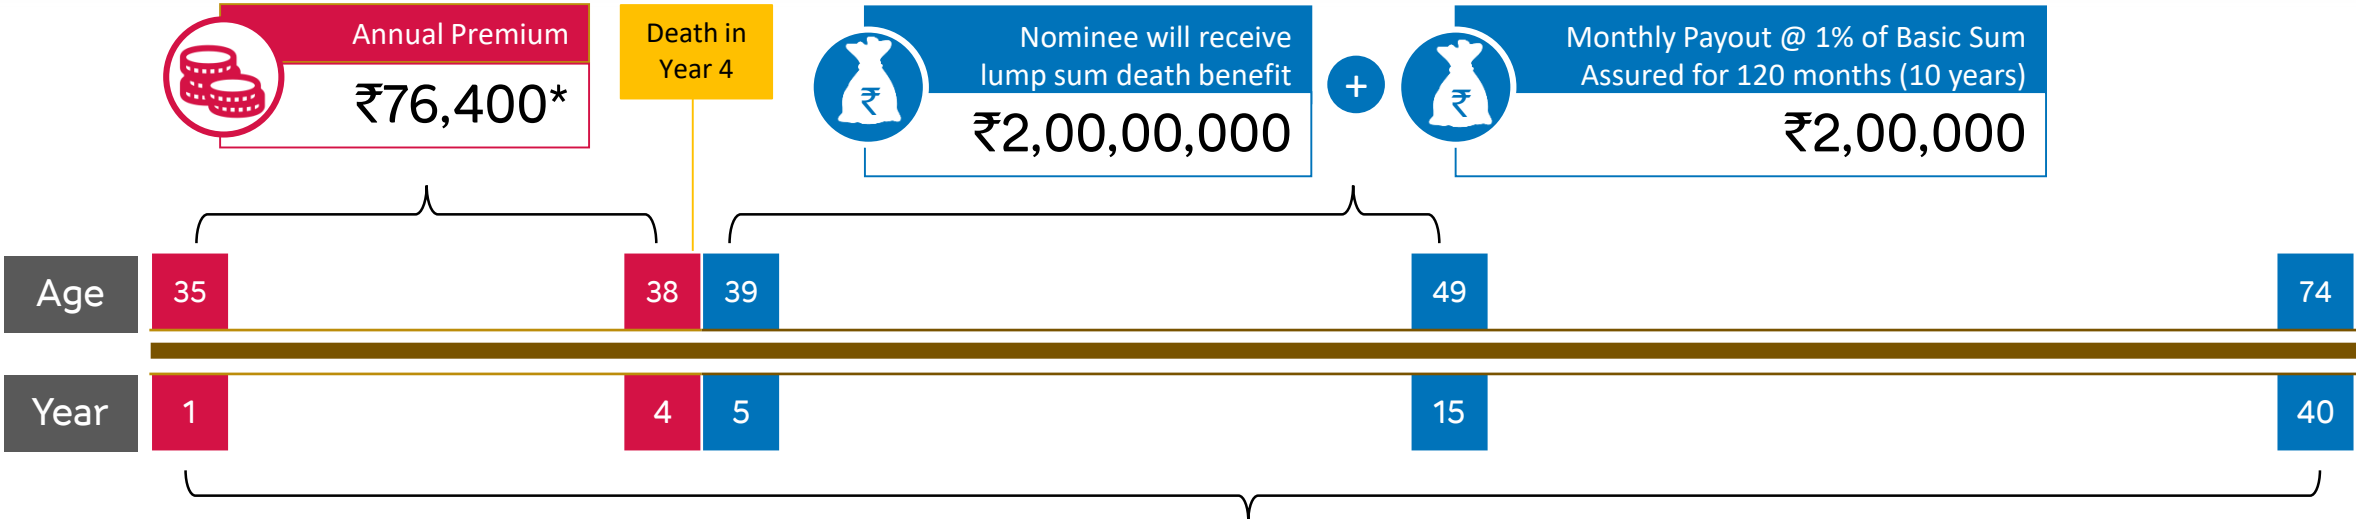 Annual Premium
₹76,400*
Death in
Year 4
Nominee will receive
lump sum death benefit
₹2,00,00,000
+
Monthly Payout @ 1% of Basic Sum
Assured for 120 months (10 years)
₹2,00,000
₹
₹
Age 35 38 39 49 74
Year 1 4 5 15 40